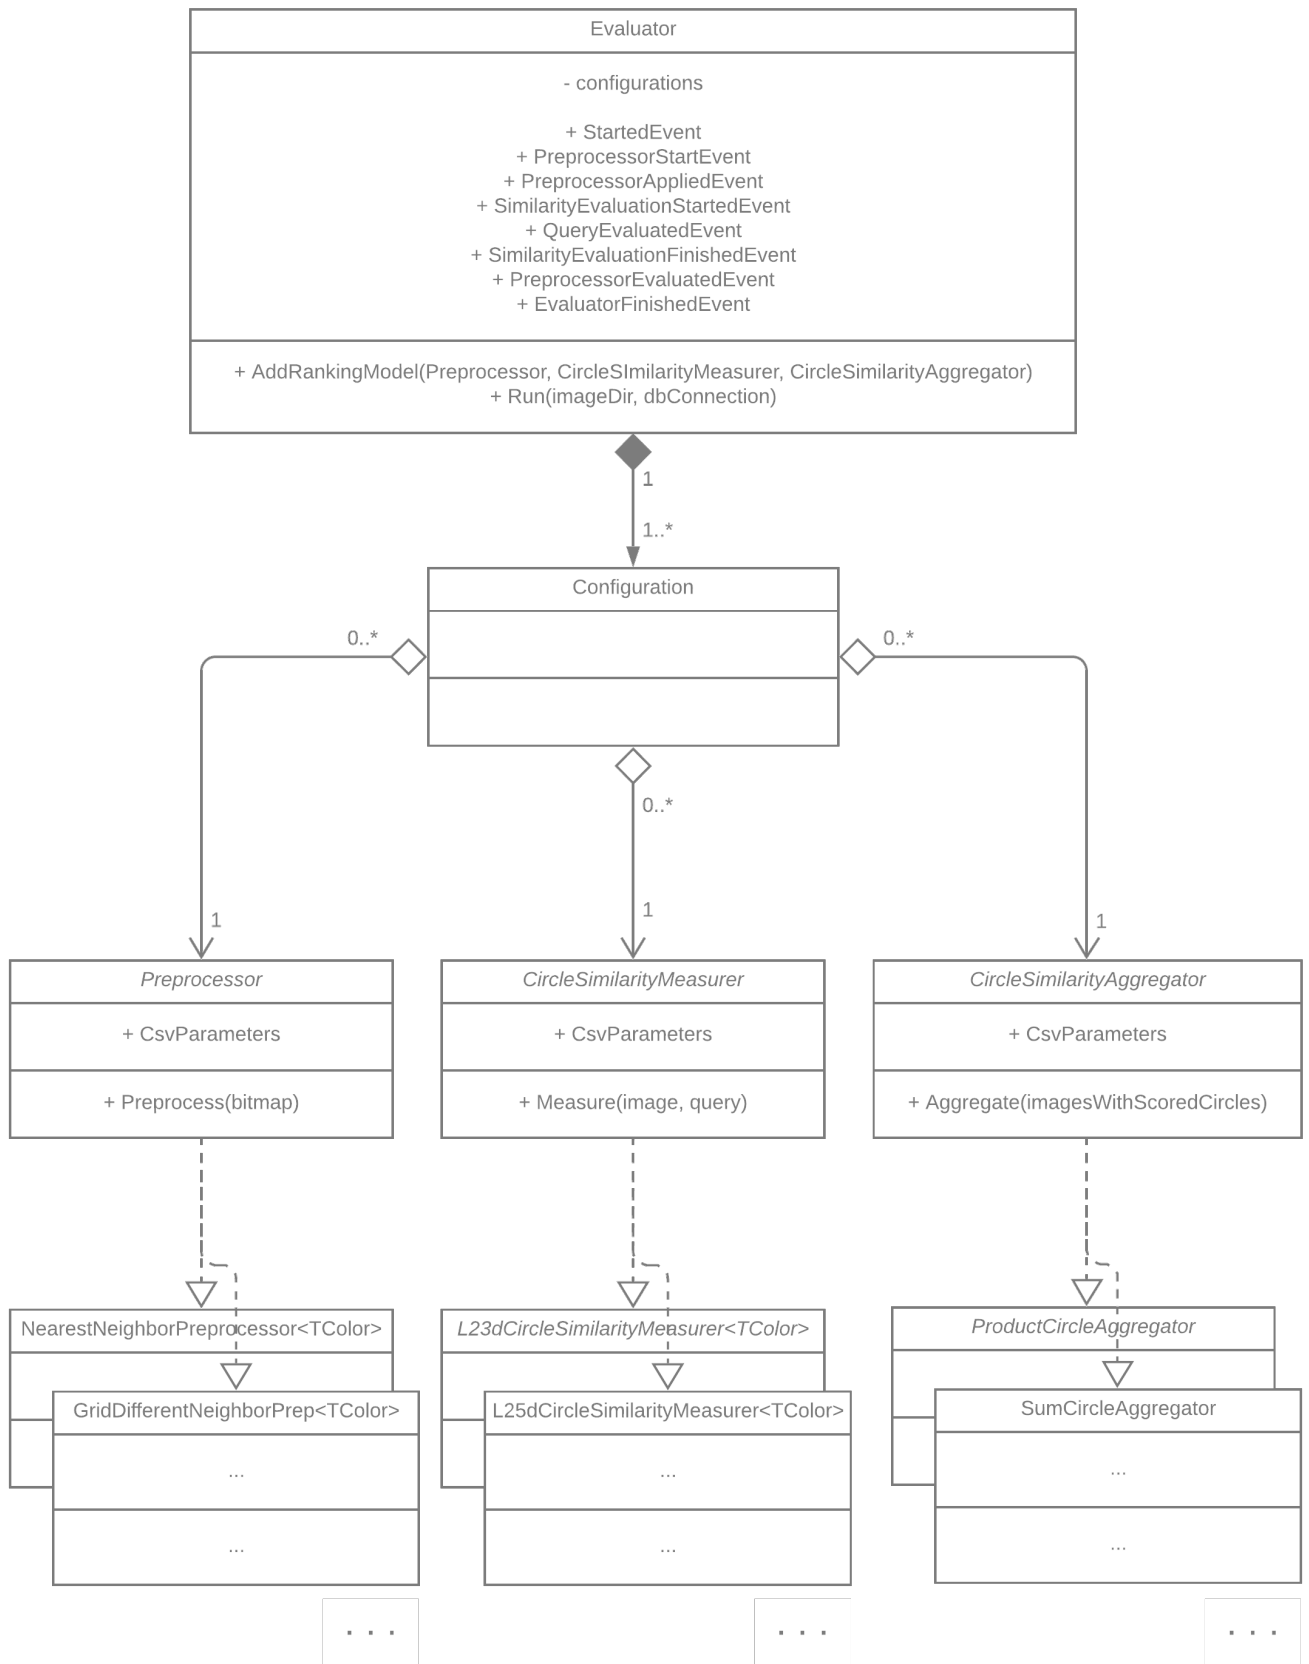 Evaluator
- configurations
+ StartedEvent
+ PreprocessorStartEvent
+ PreprocessorAppliedEvent
+ SimilarityEvaluationStartedEvent
+ QueryEvaluatedEvent
+ SimilarityEvaluationFinishedEvent
+ PreprocessorEvaluatedEvent
+ EvaluatorFinishedEvent
+ AddRankingModel(Preprocessor, CircleSImilarityMeasurer, CircleSimilarityAggregator)
+ Run(imageDir, dbConnection)
1
1..*
Configuration
0..*
0..*
0..*
1
1
1
Preprocessor
+ CsvParameters
+ Preprocess(bitmap)
CircleSimilarityMeasurer
+ CsvParameters
+ Measure(image, query)
CircleSimilarityAggregator
+ CsvParameters
+ Aggregate(imagesWithScoredCircles)
NearestNeighborPreprocessor<TColor>
GridDifferentNeighborPrep<TColor>
...
...
L23dCircleSimilarityMeasurer<TColor>
L25dCircleSimilarityMeasurer<TColor>
...
...
ProductCircleAggregator
SumCircleAggregator
...
...
. . .
. . .
. . .